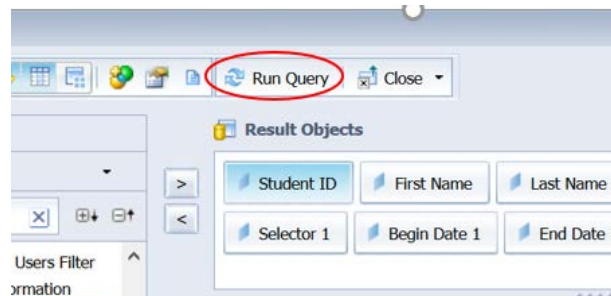 Run Query Close
Result Objects
Student ID First Name Last Name
Selector 1 Begin Date 1 End Date
> 
<
Users Filter
ormation